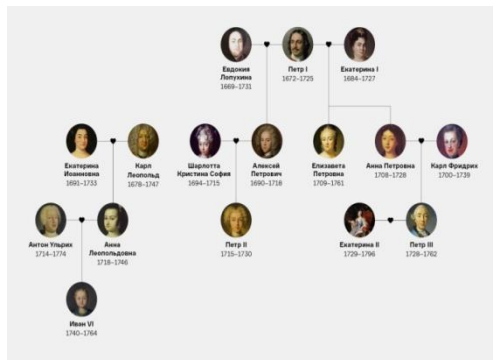 Евдокия
Лопухина
1669–1731
Петр I
1672–1725
Екатерина I
1684–1727
Екатерина
Иоанновна
1691–1733
Карл
Леопольд
1678–1747
Шарлотта
Кристина София
1694–1715
Алексей
Петрович
1690–1718
Елизавета
Петровна
1709–1761
Анна Петровна
1708–1728
Карл Фридрих
1700–1739
Антон Ульрих
1714–1774
Анна
Леопольдовна
1718–1746
Петр II
1715–1730
Екатерина II
1729–1796
Петр III
1728–1762
Иван VI
1740–1764